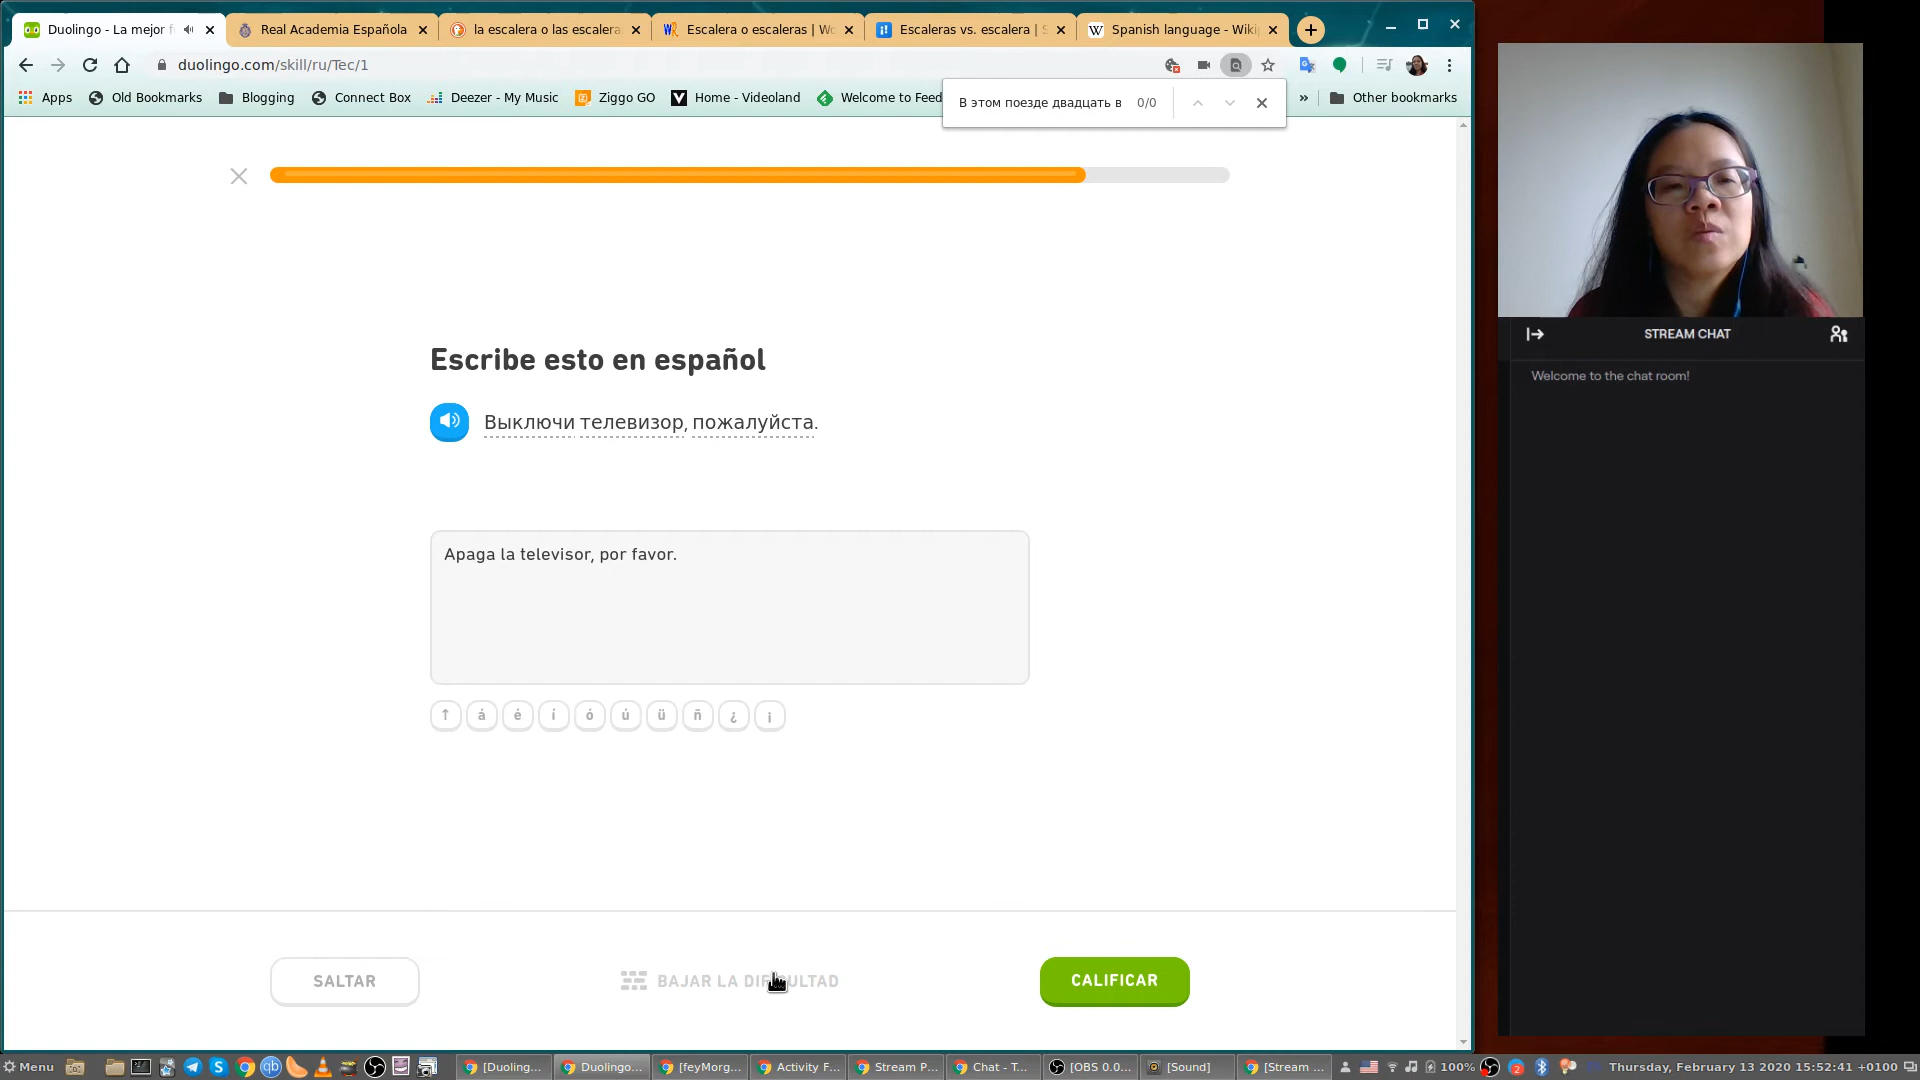 Duolingo - La mejor f
Real Academia Española
la escalera o las escalera
Escalera o escaleras | Wo
Escaleras vs. escalera | S
Spanish language - Wiki
duolingo.com/skill/ru/Tec/1
Apps
Old Bookmarks
Blogging
Connect Box
Deezer - My Music
Ziggo GO
Home - Videoland
Welcome to Feed
»
Other bookmarks
В этом поезде двадцать в 0/0
Escribe esto en español
Выключи телевизор, пожалуйста.
Apaga la televisor, por favor.
↑ á é í ó ú ü ñ ¿ ¡
SALTAR
BAJAR LA DIFICULTAD
CALIFICAR
STREAM CHAT
Welcome to the chat room!
Menu
[Duoling...
Duolingo...
[feyMorg...
Activity F...
Stream P...
Chat - T...
[OBS 0.0...
[Sound]
[Stream ...
100%
2
Thursday, February 13 2020 15:52:41 +0100